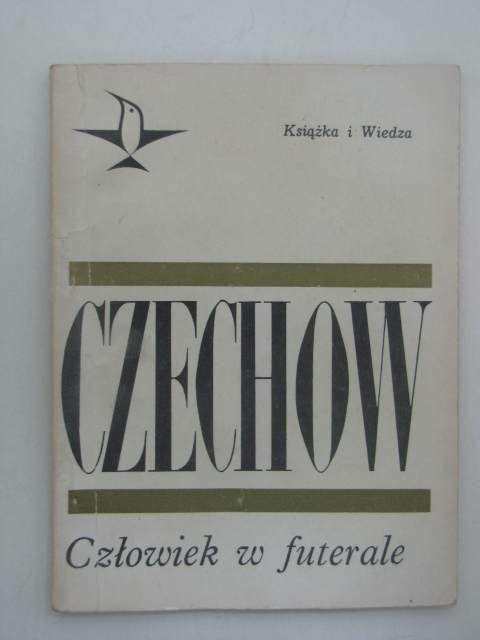 Książka i Wiedza
CZECHOW
Człowiek w futerale